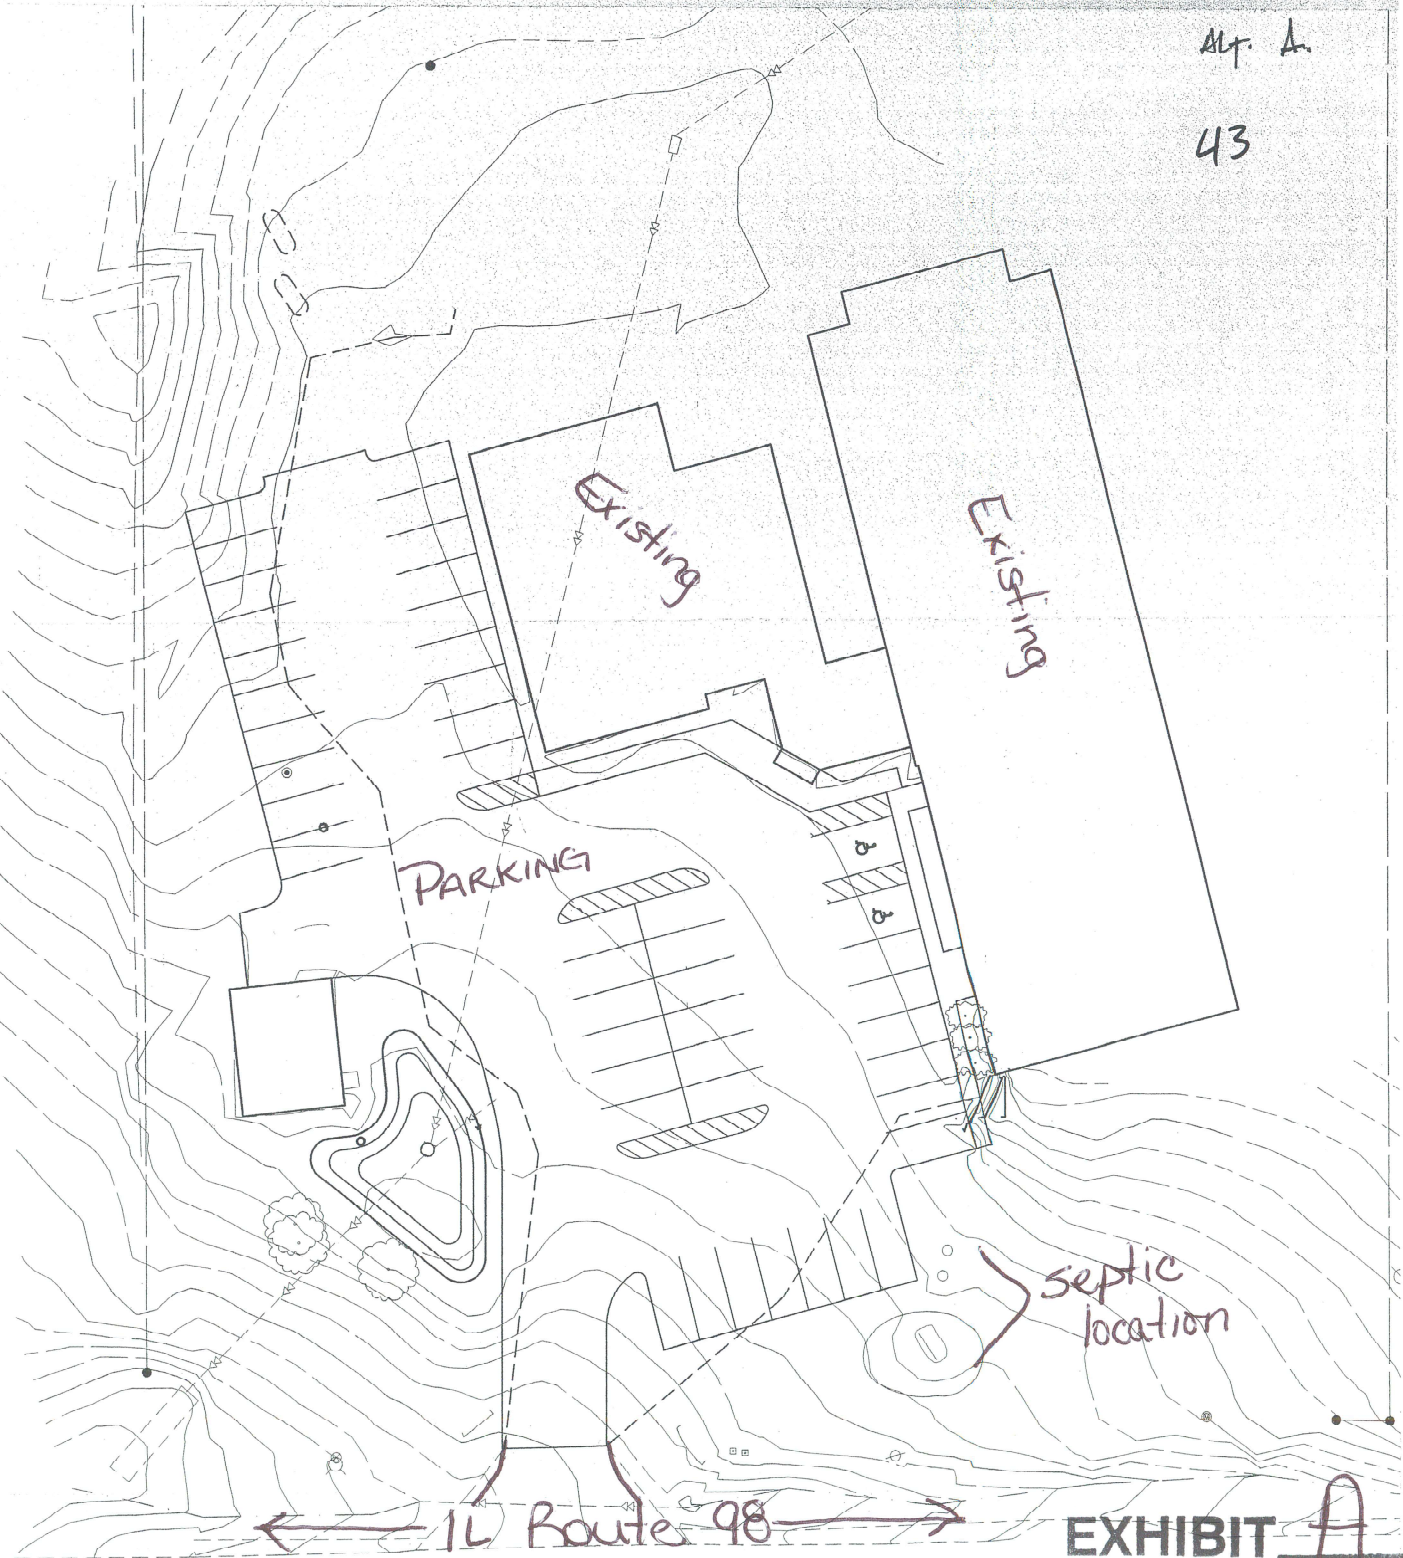 Alt. A.
43
Existing
Existing
PARKING
septic
location
IL Route 98
EXHIBIT A